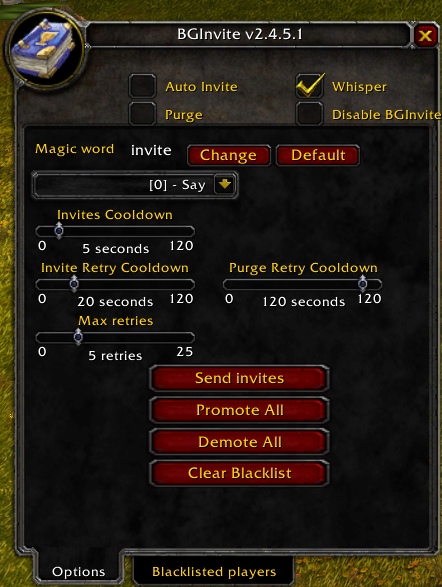 BGInvite v2.4.5.1
Auto Invite Whisper
Purge Disable BGInvite
Magic word invite Change Default
[0] - Say
Invites Cooldown
0 5 seconds 120
Invite Retry Cooldown Purge Retry Cooldown
0 20 seconds 120 0 120 seconds 120
Max retries
0 5 retries 25
Send invites
Promote All
Demote All
Clear Blacklist
Options Blacklisted players